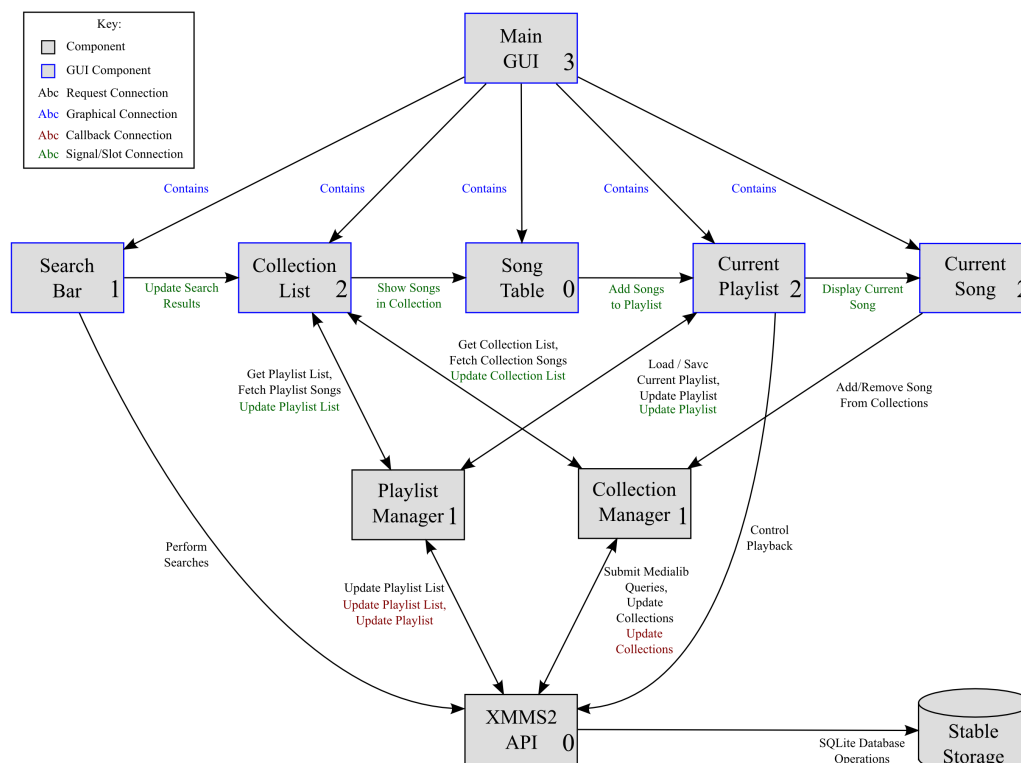 Key:
Component
GUI Component
Abc Request Connection
Abc Graphical Connection
Abc Callback Connection
Abc Signal/Slot Connection
Main
GUI 3
Contains
Contains
Contains
Contains
Contains
Search
Bar 1
Update Search
Results
Collection
List 2
Show Songs
in Collection
Song
Table 0
Add Songs
to Playlist
Current
Playlist 2
Display Current
Song
Current
Song 2
Get Playlist List,
Fetch Playlist Songs
Update Playlist List
Get Collection List,
Fetch Collection Songs
Update Collection List
Load / Savc
Current Playlist,
Update Playlist
Update Playlist
Add/Remove Song
From Collections
Playlist
Manager 1
Collection
Manager 1
Perform
Searches
Control
Playback
Update Playlist List
Update Playlist List,
Update Playlist
Submit Medialib
Queries,
Update
Collections
Update
Collections
XMMS2
API 0
SQLite Database
Operations
Stable
Storage